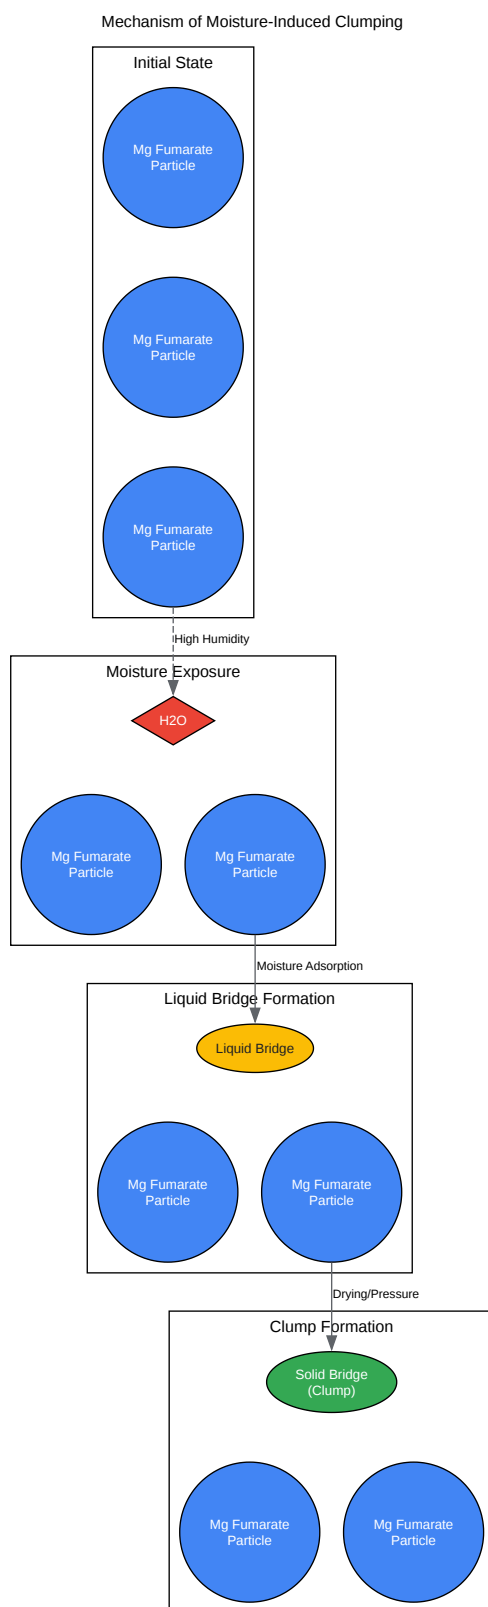 Mechanism of Moisture-Induced Clumping
Initial State
Mg Fumarate
Particle
Mg Fumarate
Particle
Mg Fumarate
Particle
High Humidity
Moisture Exposure
H2O
Mg Fumarate
Particle
Mg Fumarate
Particle
Moisture Adsorption
Liquid Bridge Formation
Liquid Bridge
Mg Fumarate
Particle
Mg Fumarate
Particle
Drying/Pressure
Clump Formation
Solid Bridge
(Clump)
Mg Fumarate
Particle
Mg Fumarate
Particle